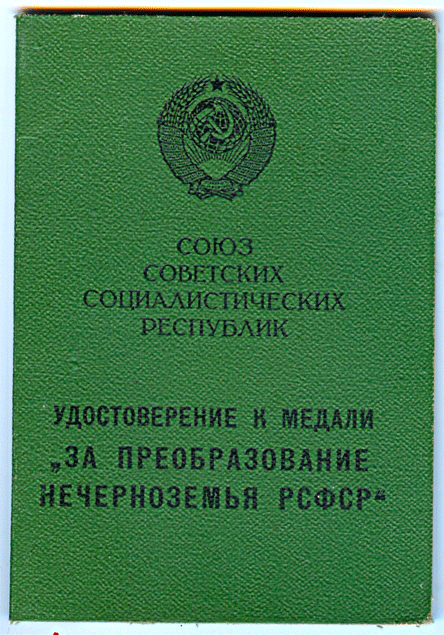 СОЮЗ
СОВЕТСКИХ
СОЦИАЛИСТИЧЕСКИХ
РЕСПУБЛИК
УДОСТОВЕРЕНИЕ К МЕДАЛИ
„ЗА ПРЕОБРАЗОВАНИЕ
НЕЧЕРНОЗЕМЬЯ РСФСР“